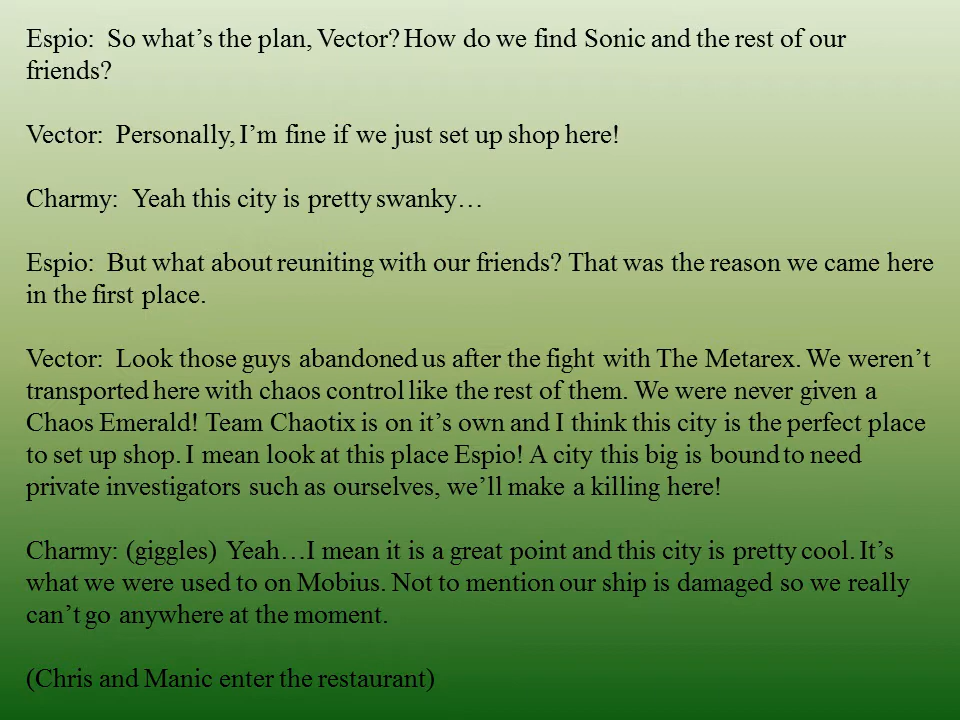 Espio:  So what’s the plan, Vector? How do we find Sonic and the rest of our
friends?
Vector:  Personally, I’m fine if we just set up shop here!
Charmy:  Yeah this city is pretty swanky…
Espio:  But what about reuniting with our friends? That was the reason we came here
in the first place.
Vector:  Look those guys abandoned us after the fight with The Metarex. We weren’t
transported here with chaos control like the rest of them. We were never given a
Chaos Emerald! Team Chaotix is on it’s own and I think this city is the perfect place
to set up shop. I mean look at this place Espio! A city this big is bound to need
private investigators such as ourselves, we’ll make a killing here!
Charmy: (giggles)  Yeah…I mean it is a great point and this city is pretty cool. It’s
what we were used to on Mobius. Not to mention our ship is damaged so we really
can’t go anywhere at the moment.
(Chris and Manic enter the restaurant)